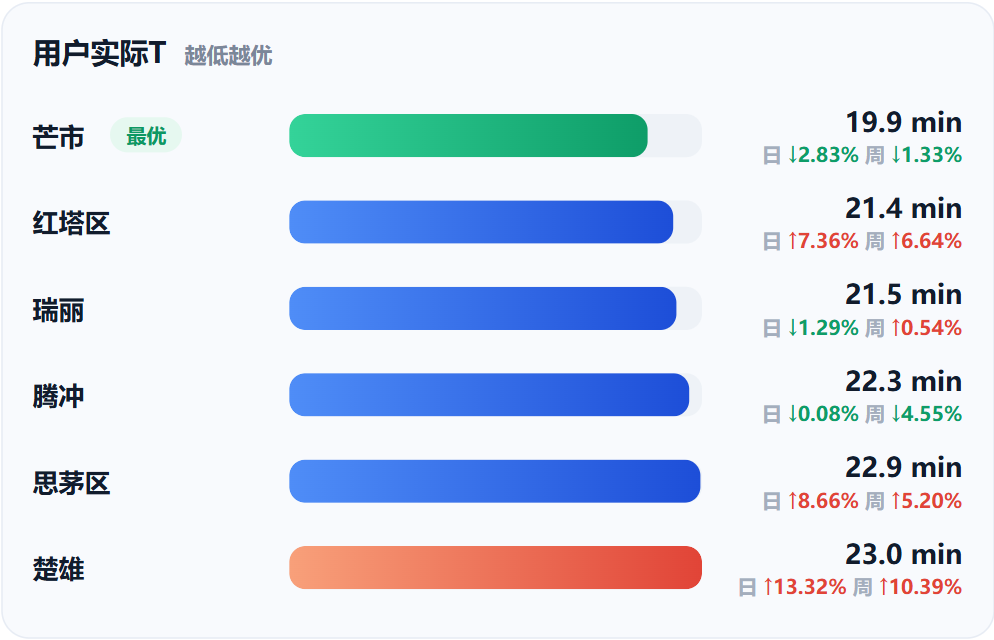 用户实际T 越低越优
芒市 最优 19.9 min
日 ↓2.83% 周 ↓1.33%
红塔区 21.4 min
日 ↑7.36% 周 ↑6.64%
瑞丽 21.5 min
日 ↓1.29% 周 ↑0.54%
腾冲 22.3 min
日 ↓0.08% 周 ↓4.55%
思茅区 22.9 min
日 ↑8.66% 周 ↑5.20%
楚雄 23.0 min
日 ↑13.32% 周 ↑10.39%